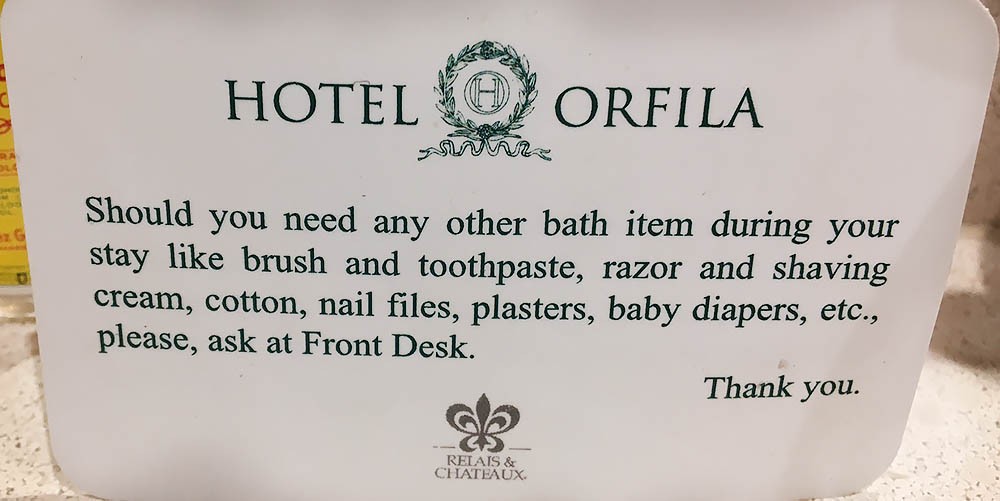 HOTEL H ORFILA
Should you need any other bath item during your
stay like brush and toothpaste, razor and shaving
cream, cotton, nail files, plasters, baby diapers, etc.,
please, ask at Front Desk.
Thank you.
RELAIS &
CHATEAUX